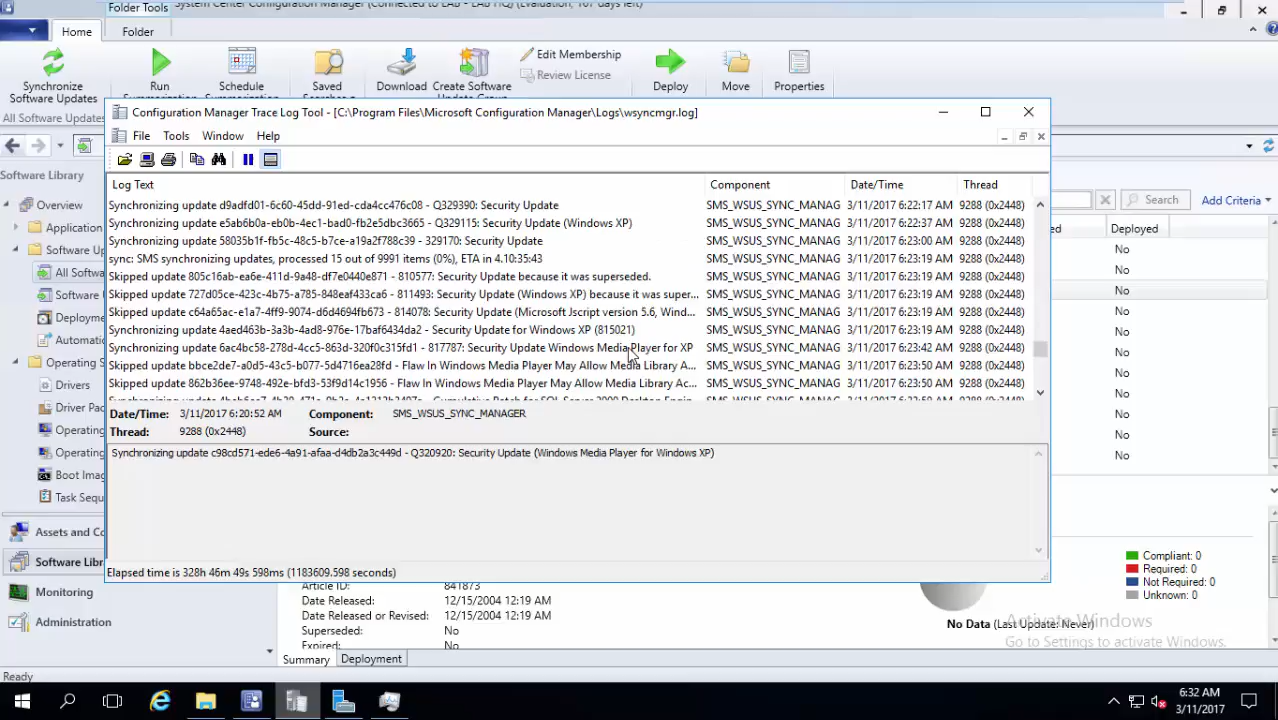 Folder Tools
System Center Configuration Manager (Connected to LAB - LAB HQ) (Evaluation, 167 days left)
Home
Folder
Synchronize
Software Updates
Run
Schedule
Saved
Download
Create Software
Edit Membership
Review License
Deploy
Move
Properties
All Software Updates
Configuration Manager Trace Log Tool - [C:\Program Files\Microsoft Configuration Manager\Logs\wsyncmgr.log]
File Tools Window Help
Software Library
Overview
Application
Software Up
All Softwa
Software
Deployme
Automatic
Operating S
Drivers
Driver Pac
Operating
Operating
Boot Imag
Task Sequ
Assets and Co
Software Libr
Monitoring
Administration
Search
Add Criteria
ed Deployed
No
No
No
No
No
No
No
No
No
No
No
Log Text Component Date/Time Thread
Synchronizing update d9adfd01-6c60-45dd-91ed-cda4cc476c08 - Q329390: Security Update SMS_WSUS_SYNC_MANAG 3/11/2017 6:22:17 AM 9288 (0x2448)
Synchronizing update e5ab6b0a-eb0b-4ec1-bad0-fb2e5dbc3665 - Q329115: Security Update (Windows XP) SMS_WSUS_SYNC_MANAG 3/11/2017 6:22:37 AM 9288 (0x2448)
Synchronizing update 58035b1f-fb5c-48c5-b7ce-a19a2f788c39 - 329170: Security Update SMS_WSUS_SYNC_MANAG 3/11/2017 6:23:00 AM 9288 (0x2448)
sync: SMS synchronizing updates, processed 15 out of 9991 items (0%), ETA in 4.10:35:43 SMS_WSUS_SYNC_MANAG 3/11/2017 6:23:19 AM 9288 (0x2448)
Skipped update 805c16ab-ea6e-411d-9a48-df7e0440e871 - 810577: Security Update because it was superseded. SMS_WSUS_SYNC_MANAG 3/11/2017 6:23:19 AM 9288 (0x2448)
Skipped update 727d05ce-423c-4b75-a785-848eaf433ca6 - 811493: Security Update (Windows XP) because it was super... SMS_WSUS_SYNC_MANAG 3/11/2017 6:23:19 AM 9288 (0x2448)
Skipped update c64a65ac-e1a7-4ff9-9074-d6d4694fb673 - 814078: Security Update (Microsoft Jscript version 5.6, Wind... SMS_WSUS_SYNC_MANAG 3/11/2017 6:23:19 AM 9288 (0x2448)
Synchronizing update 4aed463b-3a3b-4ad8-976e-17baf6434da2 - Security Update for Windows XP (815021) SMS_WSUS_SYNC_MANAG 3/11/2017 6:23:19 AM 9288 (0x2448)
Synchronizing update 6ac4bc58-278d-4cc5-863d-320f0c315fd1 - 817787: Security Update Windows Media Player for XP SMS_WSUS_SYNC_MANAG 3/11/2017 6:23:42 AM 9288 (0x2448)
Skipped update bbce2de7-a0d5-43c5-b077-5d4716ea28fd - Flaw In Windows Media Player May Allow Media Library A... SMS_WSUS_SYNC_MANAG 3/11/2017 6:23:50 AM 9288 (0x2448)
Skipped update 862b36ee-9748-492e-bfd3-53f9d14c1956 - Flaw In Windows Media Player May Allow Media Library Ac... SMS_WSUS_SYNC_MANAG 3/11/2017 6:23:50 AM 9288 (0x2448)
Date/Time: 3/11/2017 6:20:52 AM Component: SMS_WSUS_SYNC_MANAGER
Thread: 9288 (0x2448) Source:
Synchronizing update c98cd571-ede6-4a91-afaa-d4db2a3c449d - Q320920: Security Update (Windows Media Player for Windows XP)
Elapsed time is 328h 46m 49s 598ms (1183609.598 seconds)
Article ID: 841873
Date Released: 12/15/2004 12:19 AM
Date Released or Revised: 12/15/2004 12:19 AM
Superseded: No
Expired: No
Summary Deployment
Compliant: 0
Required: 0
Not Required: 0
Unknown: 0
No Data (Last Update: Never)
Activate Windows
Go to Settings to activate Windows.
Ready
6:32 AM
3/11/2017